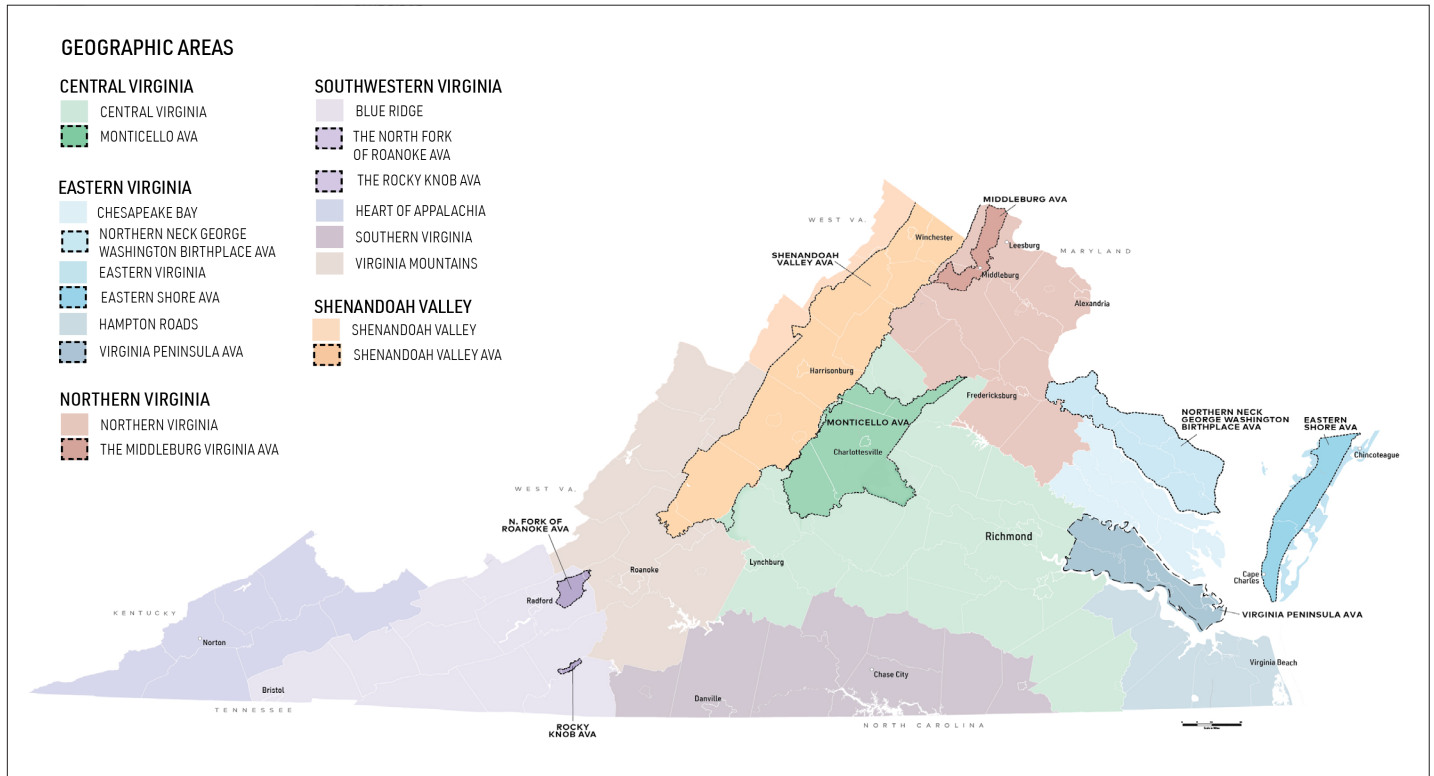 GEOGRAPHIC AREAS
CENTRAL VIRGINIA
CENTRAL VIRGINIA
MONTICELLO AVA
EASTERN VIRGINIA
CHESAPEAKE BAY
NORTHERN NECK GEORGE
WASHINGTON BIRTHPLACE AVA
EASTERN VIRGINIA
EASTERN SHORE AVA
HAMPTON ROADS
VIRGINIA PENINSULA AVA
NORTHERN VIRGINIA
NORTHERN VIRGINIA
THE MIDDLEBURG VIRGINIA AVA
SOUTHWESTERN VIRGINIA
BLUE RIDGE
THE NORTH FORK
OF ROANOKE AVA
THE ROCKY KNOB AVA
HEART OF APPALACHIA
SOUTHERN VIRGINIA
VIRGINIA MOUNTAINS
SHENANDOAH VALLEY
SHENANDOAH VALLEY
SHENANDOAH VALLEY AVA
MIDDLEBURG AVA
WEST VA.
Winchester
Leesburg
MARYLAND
SHENANDOAH
VALLEY AVA
Middleburg
Alexandria
Harrisonburg
Fredericksburg
NORTHERN NECK
GEORGE WASHINGTON
BIRTHPLACE AVA
EASTERN
SHORE AVA
MONTICELLO AVA
Charlottesville
Chincoteague
WEST VA.
N. FORK OF
ROANOKE AVA
Richmond
Lynchburg
Roanoke
Cape
Charles
Radford
KENTUCKY
VIRGINIA PENINSULA AVA
Norton
Virginia Beach
Chase City
Bristol
Danville
TENNESSEE
NORTH CAROLINA
ROCKY
KNOB AVA